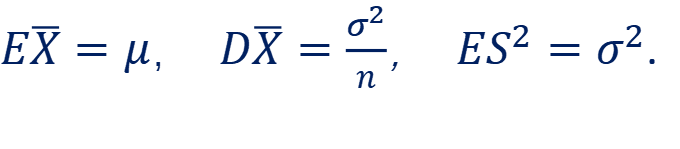 EX̅ = μ, DX̅ = σ²/n, ES² = σ².